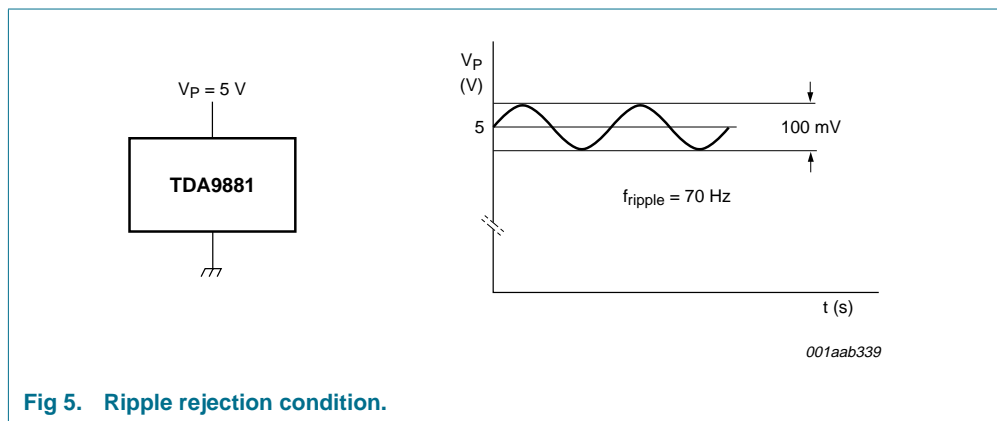 VP = 5 V
TDA9881
VP
(V)
5
100 mV
fripple = 70 Hz
t (s)
001aab339
Fig 5. Ripple rejection condition.